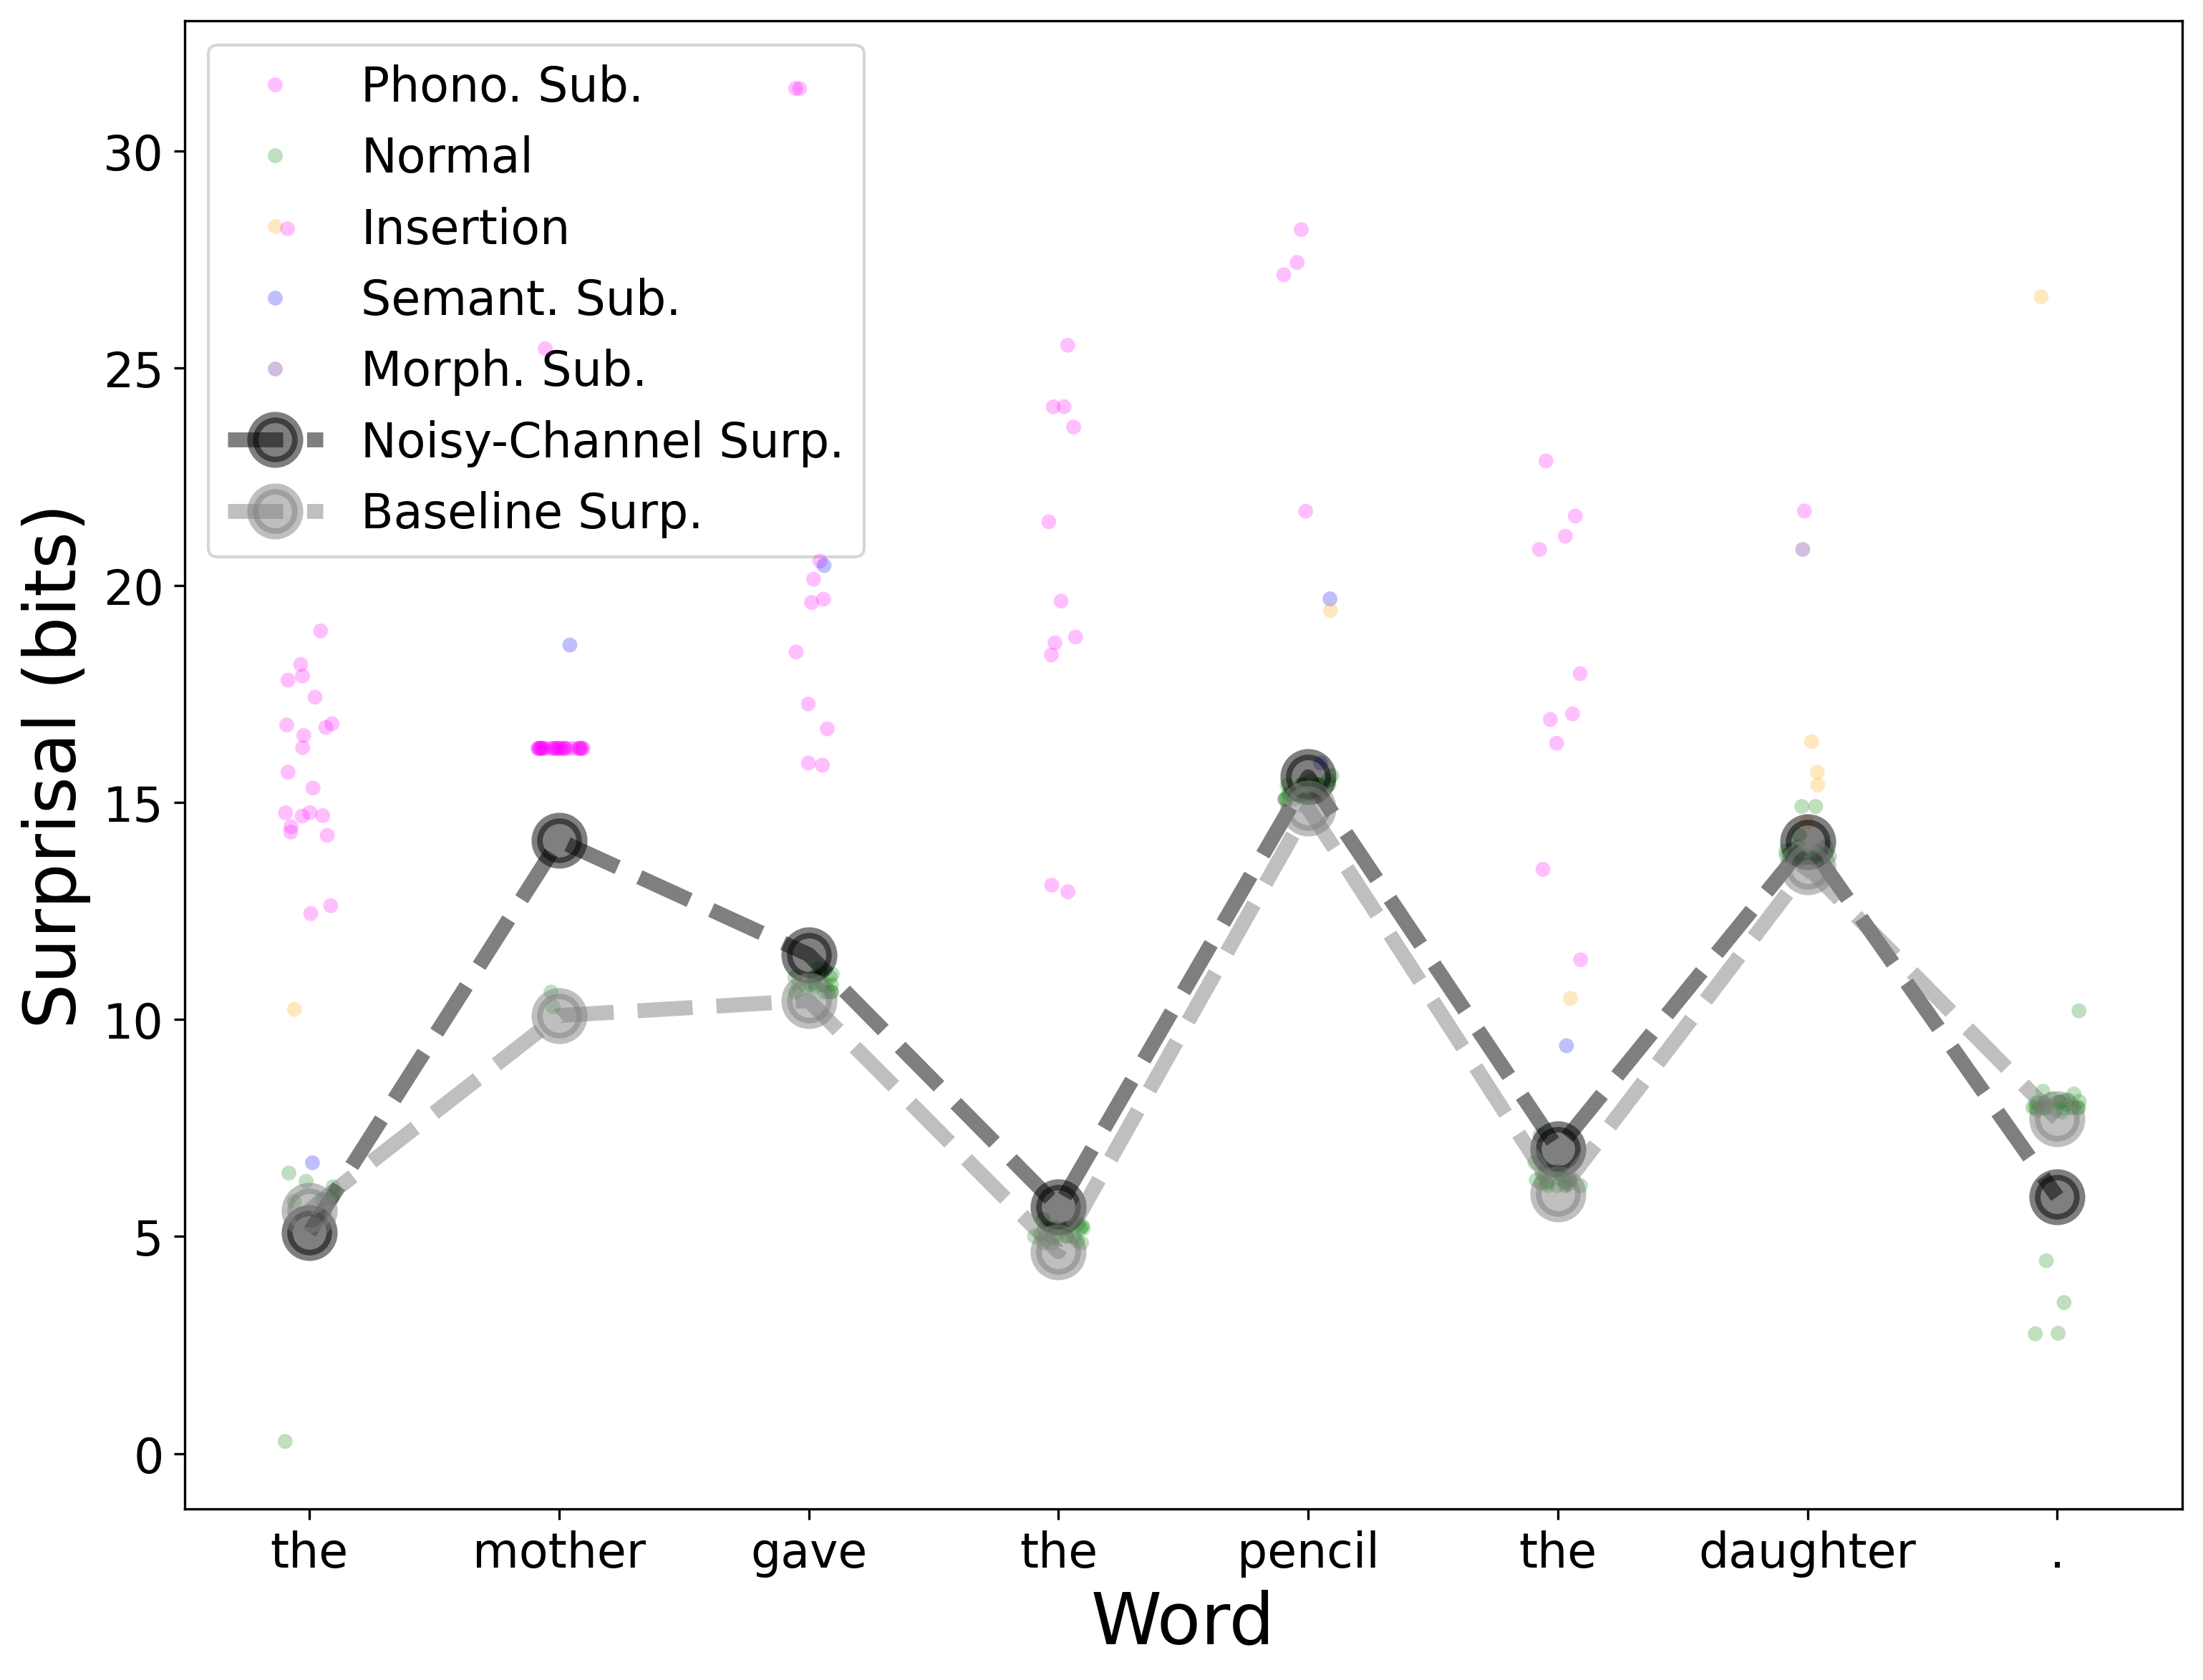 Phono. Sub.
Normal
Insertion
Semant. Sub.
Morph. Sub.
Noisy-Channel Surp.
Baseline Surp.
Surprisal (bits)
30
25
20
15
10
5
0
the mother gave the pencil the daughter .
Word